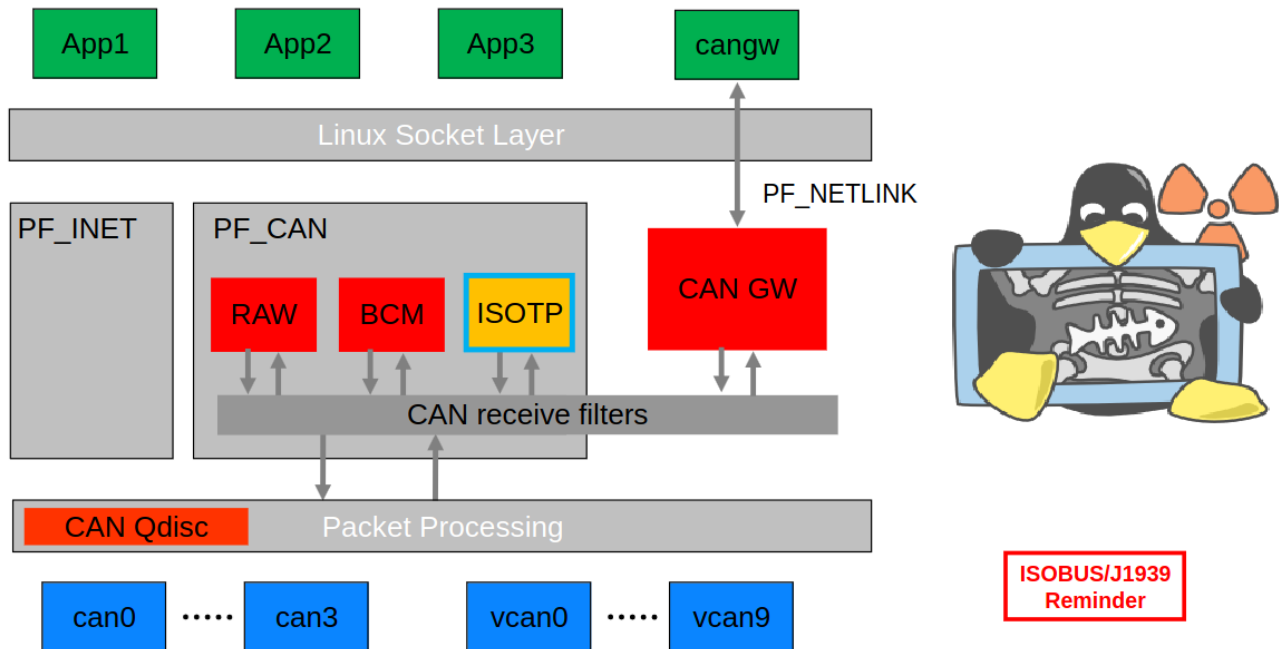 App1
App2
App3
cangw
Linux Socket Layer
PF_NETLINK
PF_INET
PF_CAN
RAW
BCM
ISOTP
CAN GW
CAN receive filters
CAN Qdisc
Packet Processing
can0
.....
can3
vcan0
.....
vcan9
ISOBUS/J1939
Reminder